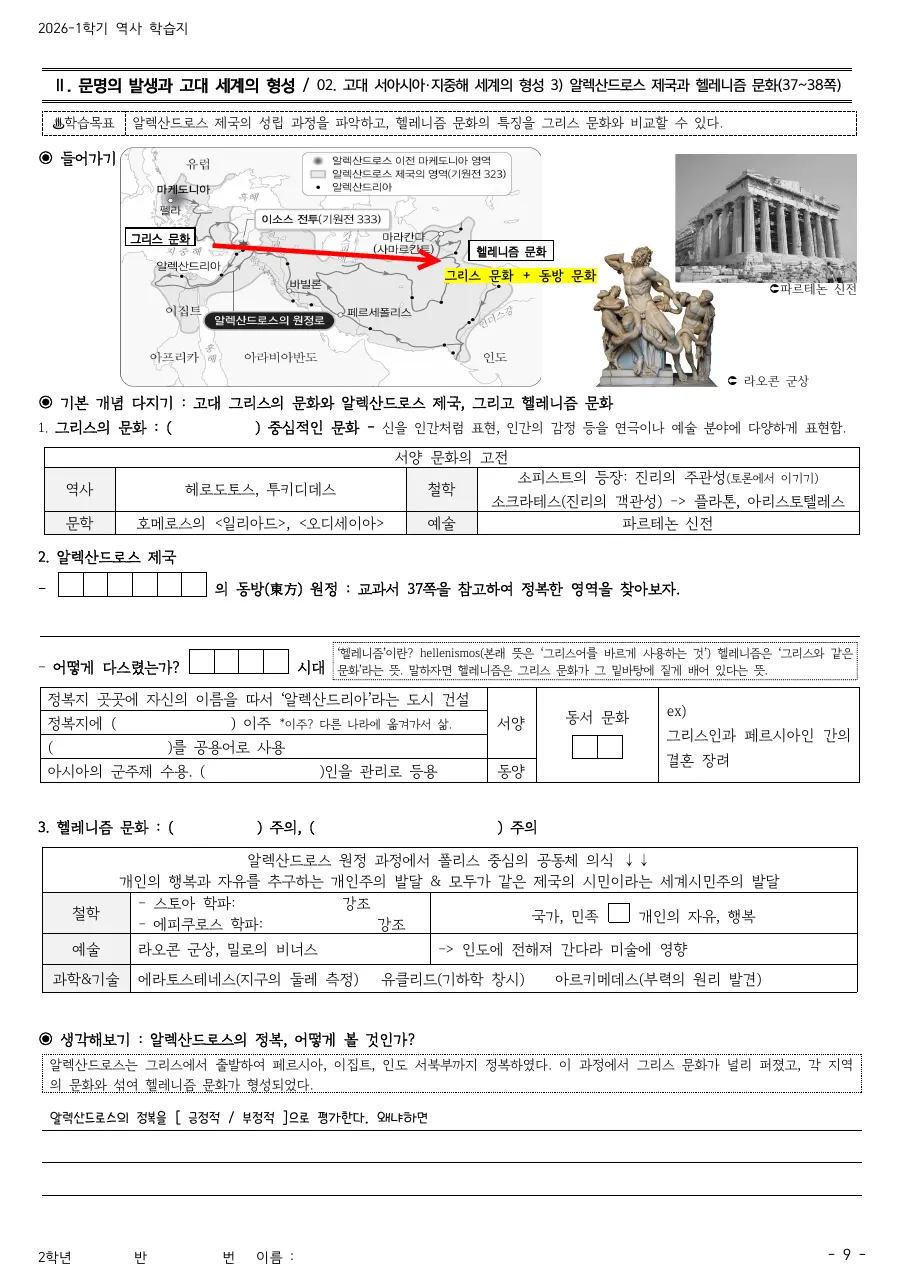 2026-1학기 역사 학습지
Ⅱ. 문명의 발생과 고대 세계의 형성 / 02. 고대 서아시아·지중해 세계의 형성 3) 알렉산드로스 제국과 헬레니즘 문화(37~38쪽)
♨학습목표 알렉산드로스 제국의 성립 과정을 파악하고, 헬레니즘 문화의 특징을 그리스 문화와 비교할 수 있다.
◉ 들어가기
유럽
마케도니아
펠라
흑해
알렉산드로스 이전 마케도니아 영역
알렉산드로스 제국의 영역(기원전 323)
알렉산드리아
이소스 전투(기원전 333)
그리스 문화
지중해
마라칸다
(사마르칸트)
헬레니즘 문화
그리스 문화 + 동방 문화
알렉산드리아
바빌론
이집트
알렉산드로스의 원정로
페르세폴리스
인더스강
아프리카
홍해
아라비아반도
인도
➲파르테논 신전
➲ 라오콘 군상
◉ 기본 개념 다지기 : 고대 그리스의 문화와 알렉산드로스 제국, 그리고 헬레니즘 문화
1. 그리스의 문화 : ( ) 중심적인 문화 - 신을 인간처럼 표현, 인간의 감정 등을 연극이나 예술 분야에 다양하게 표현함.
서양 문화의 고전
역사 헤로도토스, 투키디데스 철학 소피스트의 등장: 진리의 주관성(토론에서 이기기)
소크라테스(진리의 객관성) -> 플라톤, 아리스토텔레스
문학 호메로스의 <일리아드>, <오디세이아> 예술 파르테논 신전
2. 알렉산드로스 제국
- 의 동방(東方) 원정 : 교과서 37쪽을 참고하여 정복한 영역을 찾아보자.
- 어떻게 다스렸는가? 시대
'헬레니즘'이란? hellenismos(본래 뜻은 '그리스어를 바르게 사용하는 것') 헬레니즘은 '그리스와 같은
문화'라는 뜻. 말하자면 헬레니즘은 그리스 문화가 그 밑바탕에 짙게 배어 있다는 뜻.
정복지 곳곳에 자신의 이름을 따서 '알렉산드리아'라는 도시 건설
정복지에 ( ) 이주 *이주? 다른 나라에 옮겨가서 삶.
( )를 공용어로 사용
서양
아시아의 군주제 수용. ( )인을 관리로 등용 동양
동서 문화
ex)
그리스인과 페르시아인 간의
결혼 장려
3. 헬레니즘 문화 : ( ) 주의, ( ) 주의
알렉산드로스 원정 과정에서 폴리스 중심의 공동체 의식 ↓↓
개인의 행복과 자유를 추구하는 개인주의 발달 & 모두가 같은 제국의 시민이라는 세계시민주의 발달
철학 - 스토아 학파: 강조
- 에피쿠로스 학파: 강조
국가, 민족 □ 개인의 자유, 행복
예술 라오콘 군상, 밀로의 비너스 -> 인도에 전해져 간다라 미술에 영향
과학&기술 에라토스테네스(지구의 둘레 측정) 유클리드(기하학 창시) 아르키메데스(부력의 원리 발견)
◉ 생각해보기 : 알렉산드로스의 정복, 어떻게 볼 것인가?
알렉산드로스는 그리스에서 출발하여 페르시아, 이집트, 인도 서북부까지 정복하였다. 이 과정에서 그리스 문화가 널리 퍼졌고, 각 지역
의 문화와 섞여 헬레니즘 문화가 형성되었다.
알렉산드로스의 정복을 [ 긍정적 / 부정적 ]으로 평가한다. 왜냐하면
2학년 반 번 이름 :
- 9 -